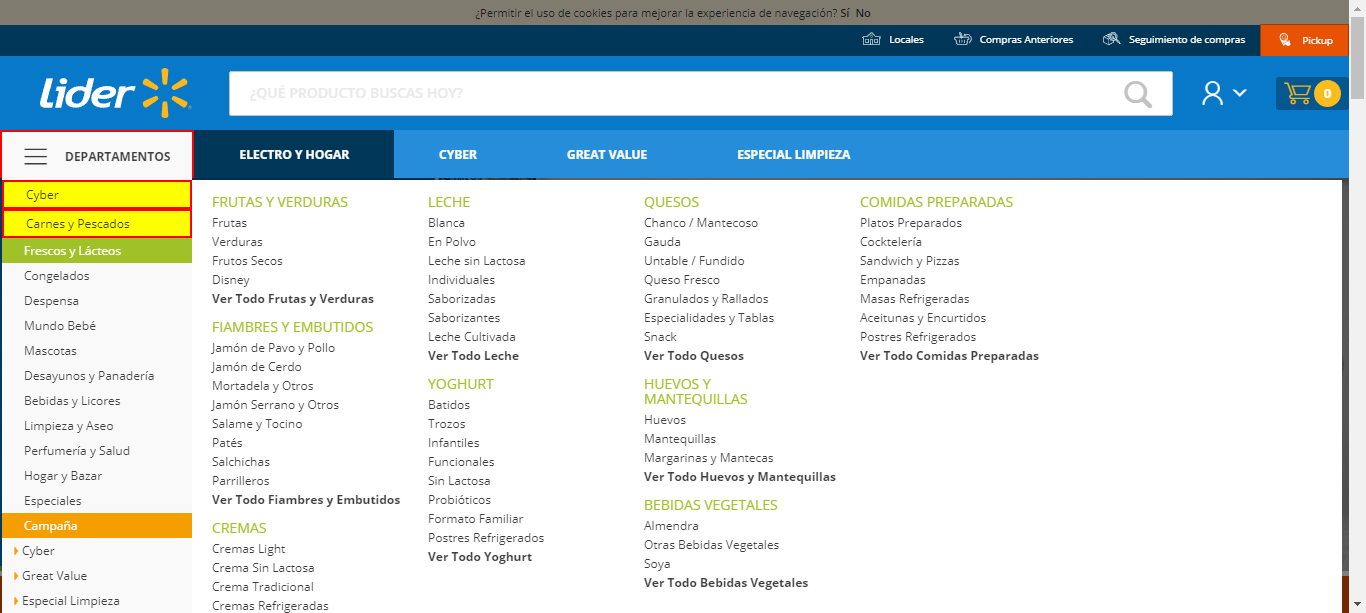 ¿Permitir el uso de cookies para mejorar la experiencia de navegación? Sí No
Locales
Compras Anteriores
Seguimiento de compras
Pickup
Lider
¿QUÉ PRODUCTO BUSCAS HOY?
0
DEPARTAMENTOS
ELECTRO Y HOGAR
CYBER
GREAT VALUE
ESPECIAL LIMPIEZA
Cyber
Carnes y Pescados
Frescos y Lácteos
Congelados
Despensa
Mundo Bebé
Mascotas
Desayunos y Panadería
Bebidas y Licores
Limpieza y Aseo
Perfumería y Salud
Hogar y Bazar
Especiales
Campaña
Cyber
Great Value
Especial Limpieza
FRUTAS Y VERDURAS
Frutas
Verduras
Frutos Secos
Disney
Ver Todo Frutas y Verduras
FIAMBRES Y EMBUTIDOS
Jamón de Pavo y Pollo
Jamón de Cerdo
Mortadela y Otros
Jamón Serrano y Otros
Salame y Tocino
Patés
Salchichas
Parrilleros
Ver Todo Fiambres y Embutidos
CREMAS
Cremas Light
Crema Sin Lactosa
Crema Tradicional
Cremas Refrigeradas
LECHE
Blanca
En Polvo
Leche sin Lactosa
Individuales
Saborizadas
Saborizantes
Leche Cultivada
Ver Todo Leche
YOGHURT
Batidos
Trozos
Infantiles
Funcionales
Sin Lactosa
Probióticos
Formato Familiar
Postres Refrigerados
Ver Todo Yoghurt
QUESOS
Chanco / Mantecoso
Gauda
Untable / Fundido
Queso Fresco
Granulados y Rallados
Especialidades y Tablas
Snack
Ver Todo Quesos
HUEVOS Y
MANTEQUILLAS
Huevos
Mantequillas
Margarinas y Mantecas
Ver Todo Huevos y Mantequillas
BEBIDAS VEGETALES
Almendra
Otras Bebidas Vegetales
Soya
Ver Todo Bebidas Vegetales
COMIDAS PREPARADAS
Platos Preparados
Cocktelería
Sandwich y Pizzas
Empanadas
Masas Refrigeradas
Aceitunas y Encurtidos
Postres Refrigerados
Ver Todo Comidas Preparadas